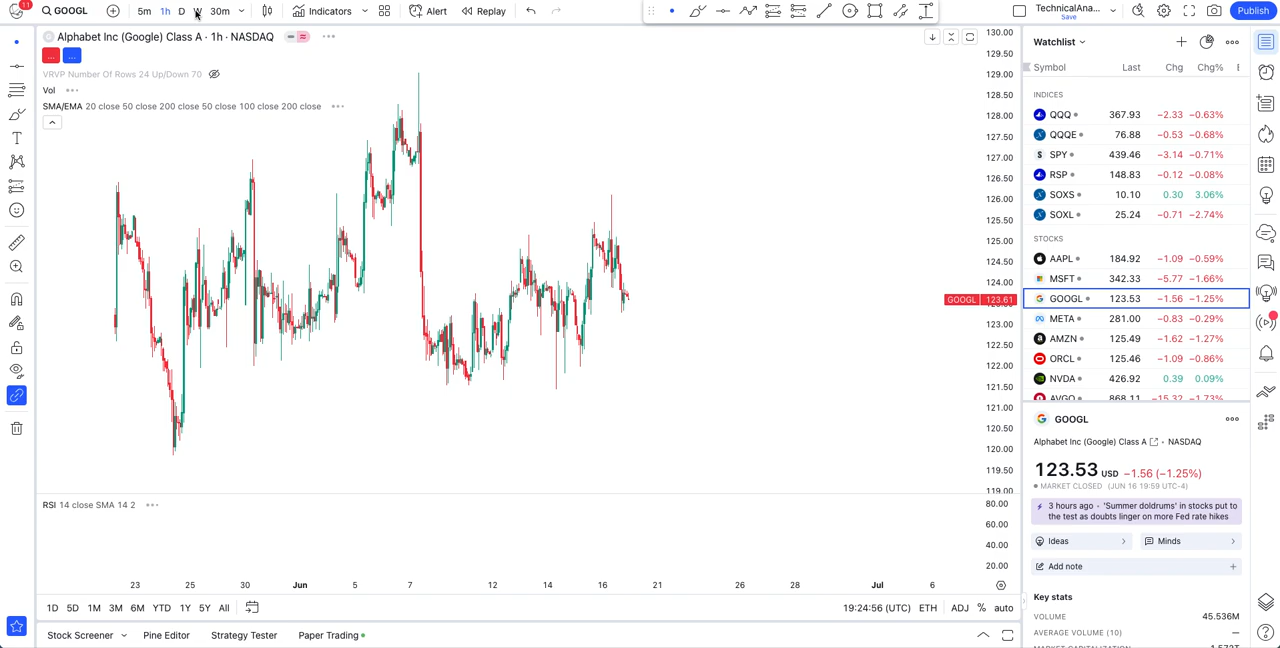 11 GOOGL 5m 1h D W 30m Indicators Alert Replay TechnicalAna... Save Publish
Alphabet Inc (Google) Class A · 1h · NASDAQ
... ...
VRVP Number Of Rows 24 Up/Down 70
Vol
SMA/EMA 20 close 50 close 200 close 50 close 100 close 200 close
130.00
129.50
129.00
128.50
128.00
127.50
127.00
126.50
126.00
125.50
125.00
124.50
124.00
GOOGL 123.61
123.00
122.50
122.00
121.50
121.00
120.50
120.00
119.50
119.00
RSI 14 close SMA 14 2
80.00
60.00
40.00
20.00
23 25 30 Jun 5 7 12 14 16 21 26 28 Jul 6
1D 5D 1M 3M 6M YTD 1Y 5Y All 19:24:56 (UTC) ETH ADJ % auto
Stock Screener Pine Editor Strategy Tester Paper Trading
Watchlist
Symbol Last Chg Chg%
INDICES
QQQ 367.93 −2.33 −0.63%
QQQE 76.88 −0.53 −0.68%
SPY 439.46 −3.14 −0.71%
RSP 148.83 −0.12 −0.08%
SOXS 10.10 0.30 3.06%
SOXL 25.24 −0.71 −2.74%
STOCKS
AAPL 184.92 −1.09 −0.59%
MSFT 342.33 −5.77 −1.66%
GOOGL 123.53 −1.56 −1.25%
META 281.00 −0.83 −0.29%
AMZN 125.49 −1.62 −1.27%
ORCL 125.46 −1.09 −0.86%
NVDA 426.92 0.39 0.09%
AVGO 868.11 −15.32 −1.73%
GOOGL
Alphabet Inc (Google) Class A · NASDAQ
123.53 USD −1.56 (−1.25%)
MARKET CLOSED (JUN 16 19:59 UTC-4)
3 hours ago · 'Summer doldrums' in stocks put to
the test as doubts linger on more Fed rate hikes
Ideas Minds
Add note
Key stats
VOLUME 45.536M
AVERAGE VOLUME (10) —